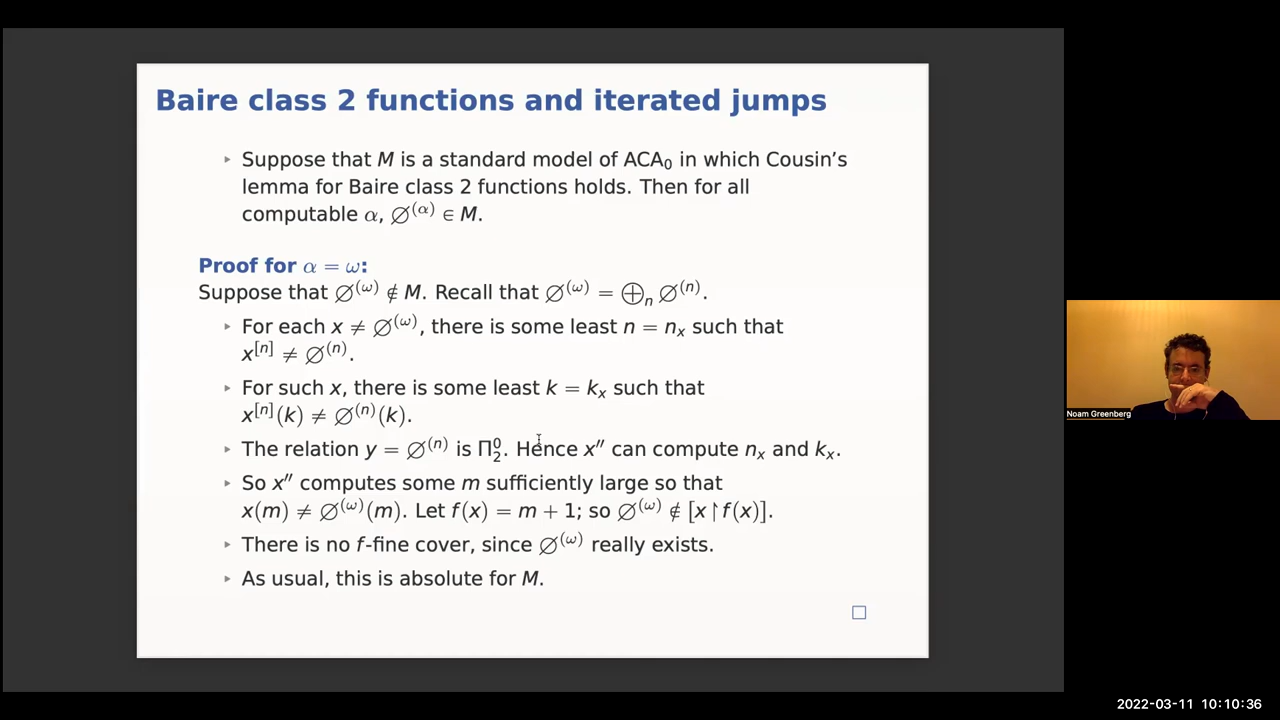 Baire class 2 functions and iterated jumps
▸ Suppose that M is a standard model of ACA₀ in which Cousin's
lemma for Baire class 2 functions holds. Then for all
computable α, ∅^(α) ∈ M.
Proof for α = ω:
Suppose that ∅^(ω) ∉ M. Recall that ∅^(ω) = ⊕ₙ ∅^(n).
▸ For each x ≠ ∅^(ω), there is some least n = nₓ such that
x^[n] ≠ ∅^(n).
▸ For such x, there is some least k = kₓ such that
x^[n](k) ≠ ∅^(n)(k).
▸ The relation y = ∅^(n) is Π⁰₂. Hence x″ can compute nₓ and kₓ.
▸ So x″ computes some m sufficiently large so that
x(m) ≠ ∅^(ω)(m). Let f(x) = m + 1; so ∅^(ω) ∉ [x↾f(x)].
▸ There is no f-fine cover, since ∅^(ω) really exists.
▸ As usual, this is absolute for M.
□
Noam Greenberg
2022-03-11 10:10:36